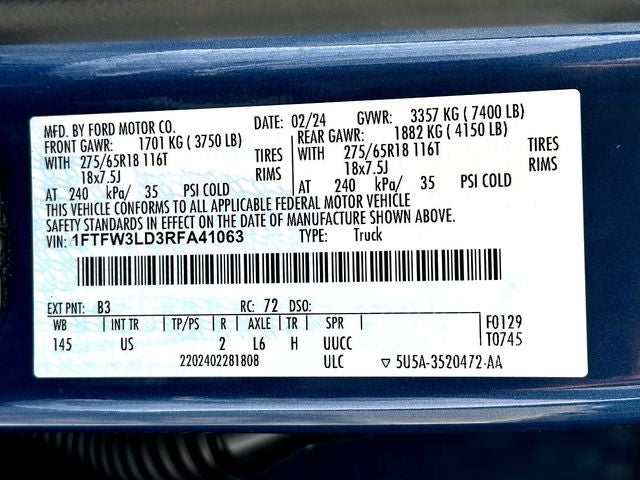 MFD. BY FORD MOTOR CO. DATE: 02/24 GVWR: 3357 KG ( 7400 LB)
FRONT GAWR: 1701 KG ( 3750 LB) REAR GAWR: 1882 KG ( 4150 LB)
WITH 275/65R18 116T TIRES WITH 275/65R18 116T TIRES
18x7.5J RIMS 18x7.5J RIMS
AT 240 kPa/ 35 PSI COLD AT 240 kPa/ 35 PSI COLD
THIS VEHICLE CONFORMS TO ALL APPLICABLE FEDERAL MOTOR VEHICLE
SAFETY STANDARDS IN EFFECT ON THE DATE OF MANUFACTURE SHOWN ABOVE.
VIN: 1FTFW3LD3RFA41063 TYPE: Truck
EXT PNT: B3 RC: 72 DSO:
WB INT TR TP/PS R AXLE TR SPR F0129
145 US 2 L6 H UUCC T0745
2202402281808 ULC ▽ 5U5A-3520472-AA